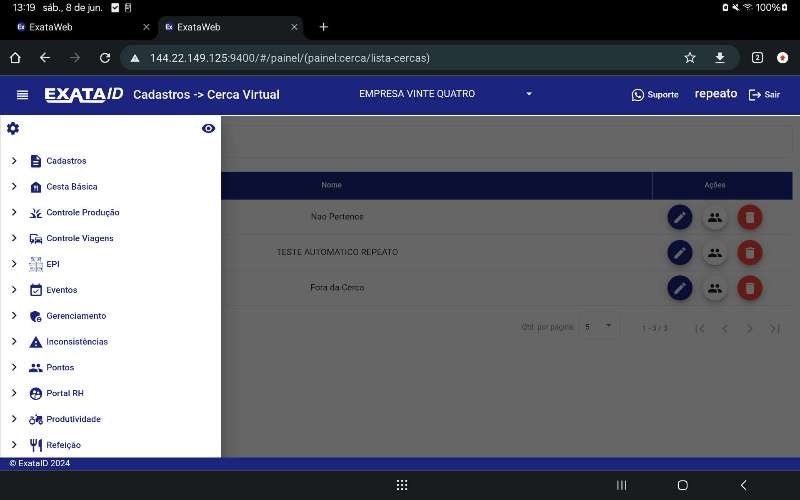 13:19 sáb., 8 de jun. 100%
ExataWeb ExataWeb
144.22.149.125:9400/#/painel/(painel:cerca/lista-cercas) 2
EXATAID Cadastros -> Cerca Virtual EMPRESA VINTE QUATRO Suporte repeato Sair
Cadastros
Cesta Básica
Controle Produção
Controle Viagens
EPI
Eventos
Gerenciamento
Inconsistências
Pontos
Portal RH
Produtividade
Refeição
Nome Ações
Nao Pertence
TESTE AUTOMATICO REPEATO
Fora da Cerca
Qtd. por página: 5 1 - 3 / 3
© ExataID 2024